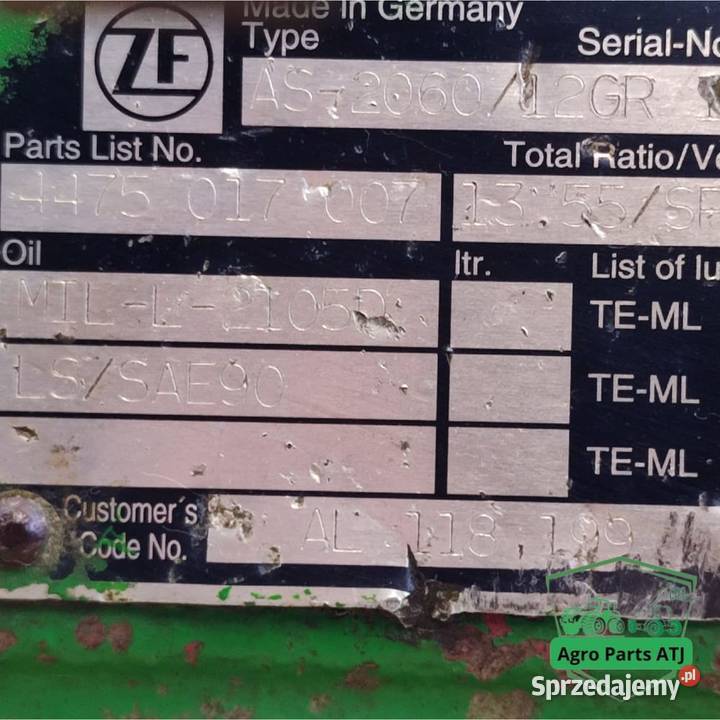 ZF
Made in Germany
Type
Serial-No
AS-2060/12GR
Parts List No.
Total Ratio/Ve
4475 017 007
13.55/SF
Oil
ltr.
List of lu
MIL-L-2105D
TE-ML
LS/SAE90
TE-ML
TE-ML
Customer's
Code No.
AL 118 199
Agro Parts ATJ
Sprzedajemy.pl